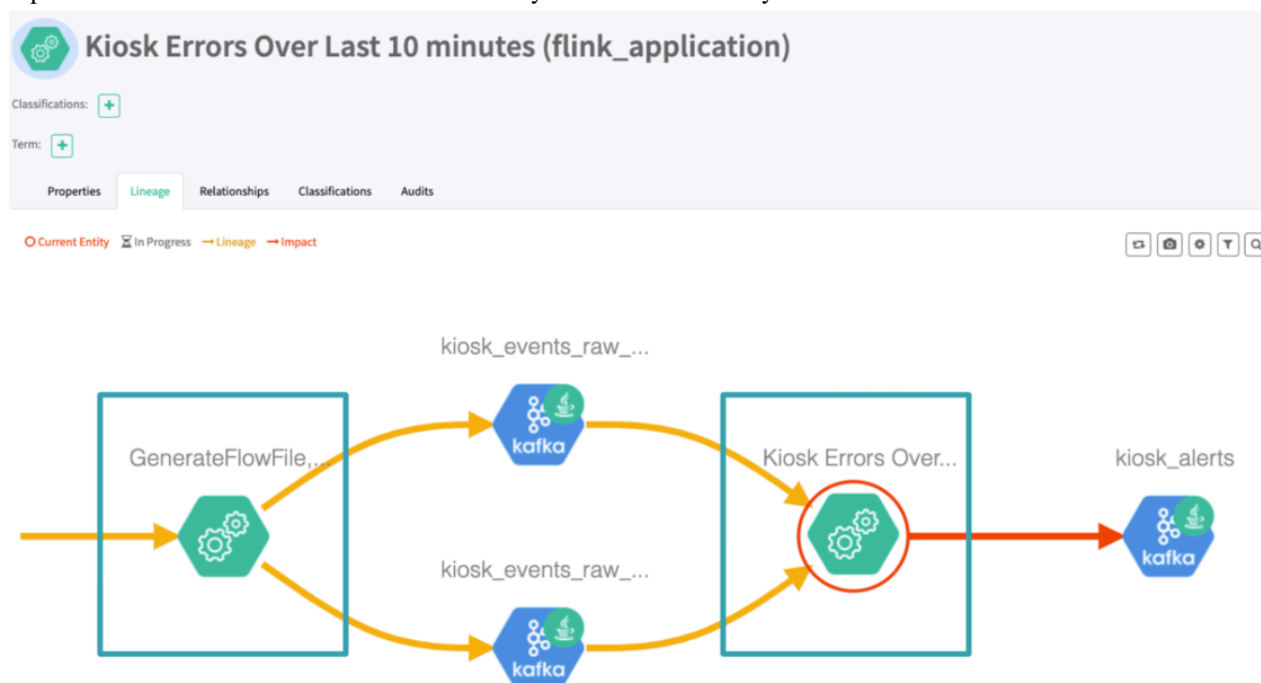 Kiosk Errors Over Last 10 minutes (flink_application)
Classifications:
Term:
Properties Lineage Relationships Classifications Audits
Current Entity In Progress Lineage Impact
kiosk_events_raw_...
kafka
GenerateFlowFile,...
Kiosk Errors Over...
kiosk_alerts
kafka
kiosk_events_raw_...
kafka